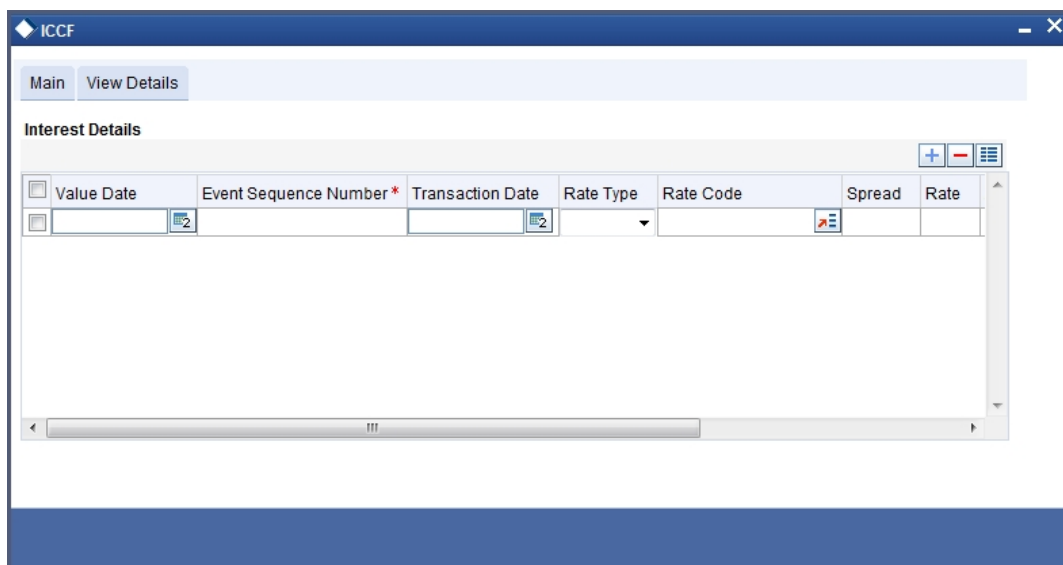 ICCF
Main View Details
Interest Details
Value Date Event Sequence Number * Transaction Date Rate Type Rate Code Spread Rate